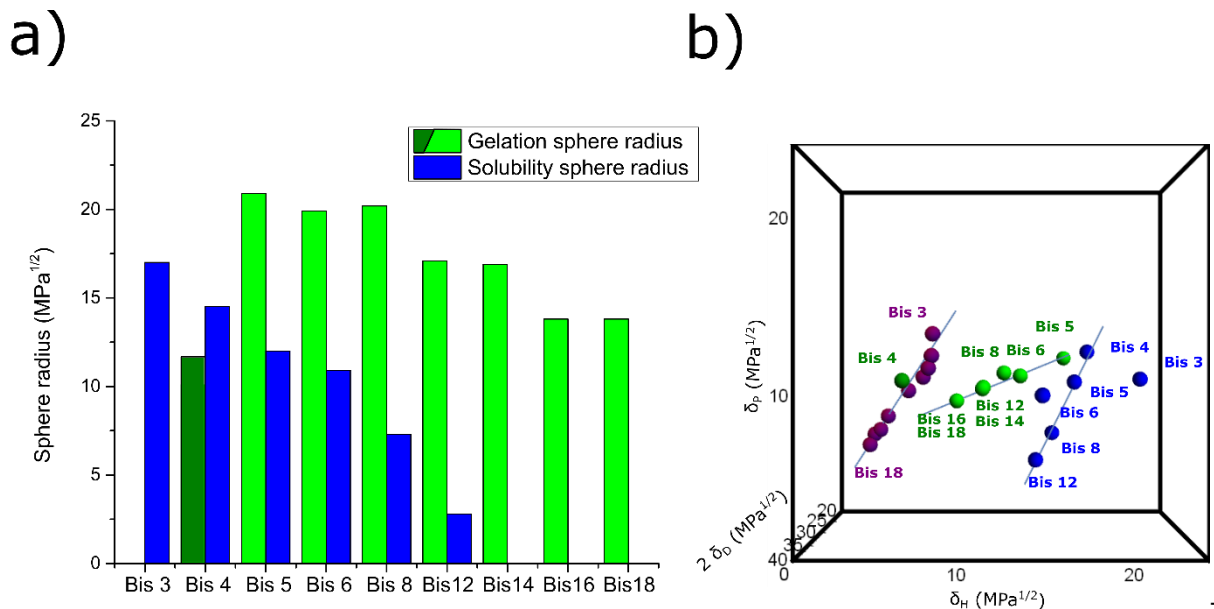 a)
25
20
15
10
5
0
Sphere radius (MPa1/2)
Gelation sphere radius
Solubility sphere radius
Bis 3 Bis 4 Bis 5 Bis 6 Bis 8 Bis12 Bis14 Bis16 Bis18
b)
20
10
δP (MPa1/2)
Bis 3
Bis 4
Bis 18
Bis 8
Bis 6
Bis 5
Bis 16
Bis 18
Bis 12
Bis 14
Bis 4
Bis 3
Bis 5
Bis 6
Bis 8
Bis 12
2 δD (MPa1/2)
20
25
30
35
40
0
10
20
δH (MPa1/2)